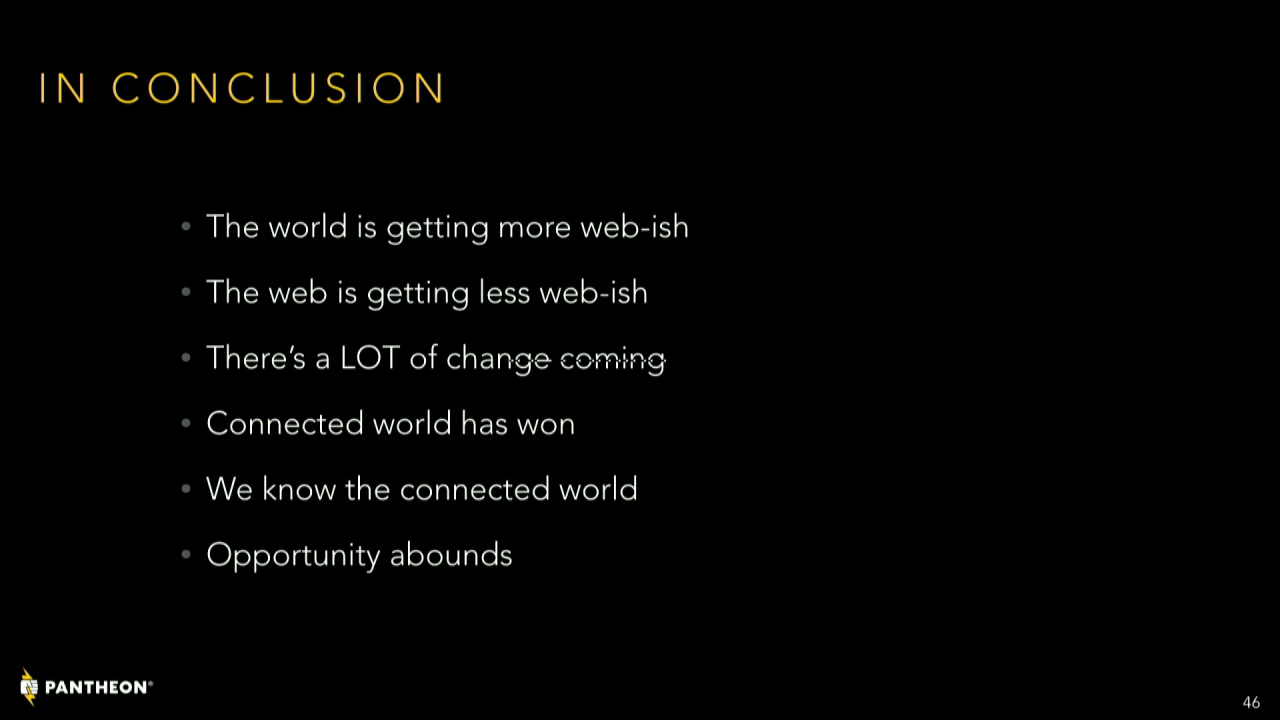 IN CONCLUSION
• The world is getting more web-ish
• The web is getting less web-ish
• There's a LOT of change coming
• Connected world has won
• We know the connected world
• Opportunity abounds
PANTHEON®
46